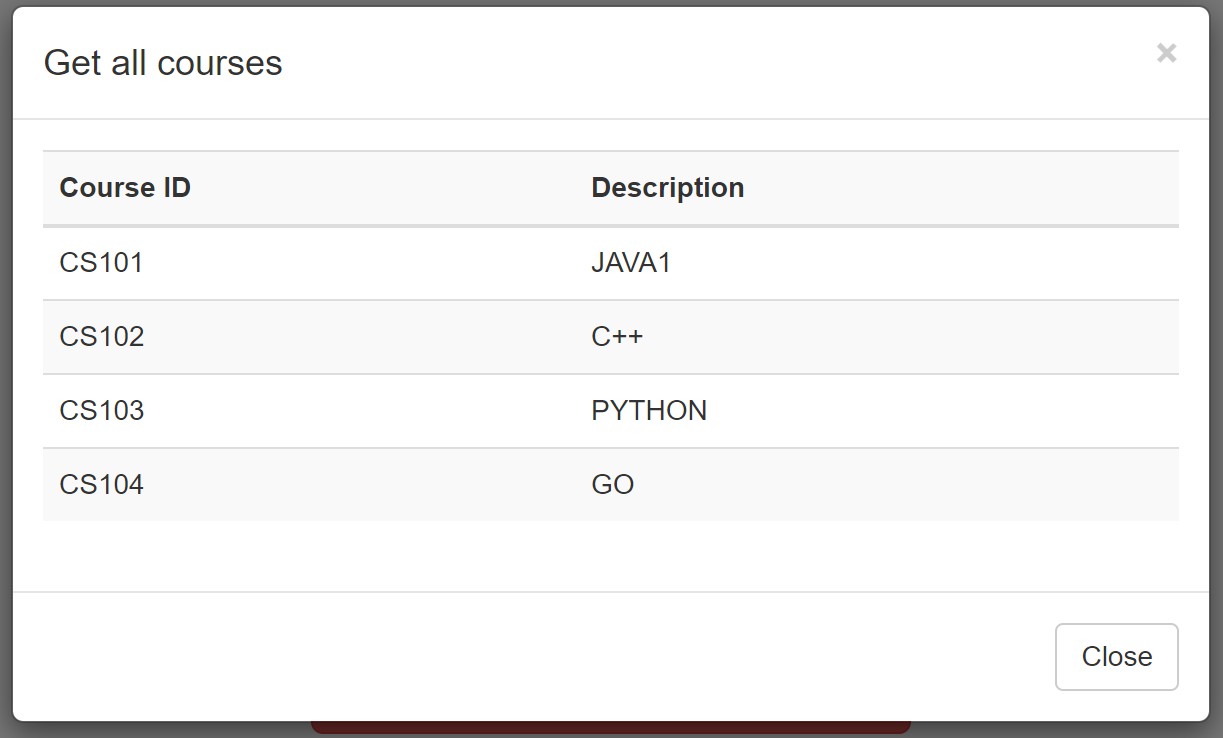 Get all courses ×
Course ID Description
CS101 JAVA1
CS102 C++
CS103 PYTHON
CS104 GO
Close